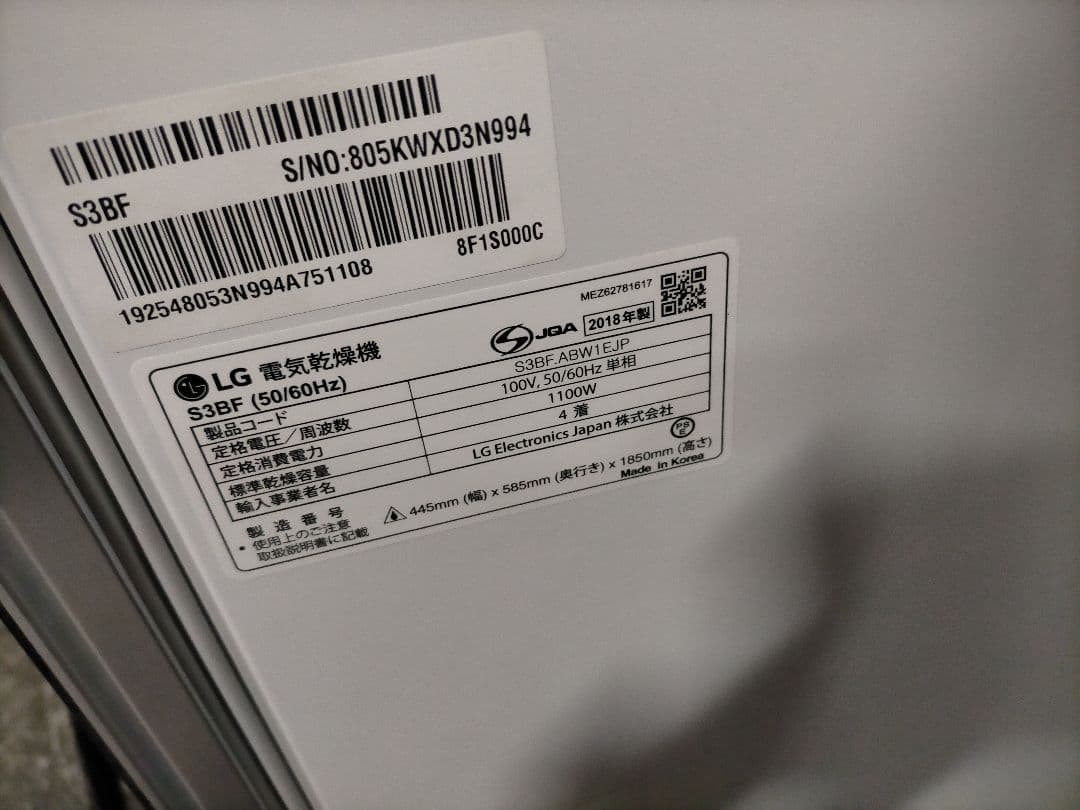 S/NO:805KWXD3N994
S3BF
8F1S000C
192548053N994A751108
MEZ62781617
LG 電気乾燥機
JQA 2018年製
S3BF (50/60Hz)
製品コード S3BF.ABW1EJP
定格電圧／周波数 100V, 50/60Hz 単相
定格消費電力 1100W
標準乾燥容量 4 着
輸入事業者名 LG Electronics Japan 株式会社
PS
E
445mm (幅) x 585mm (奥行き) x 1850mm (高さ)
製造番号
Made in Korea
• 使用上のご注意
取扱説明書に記載